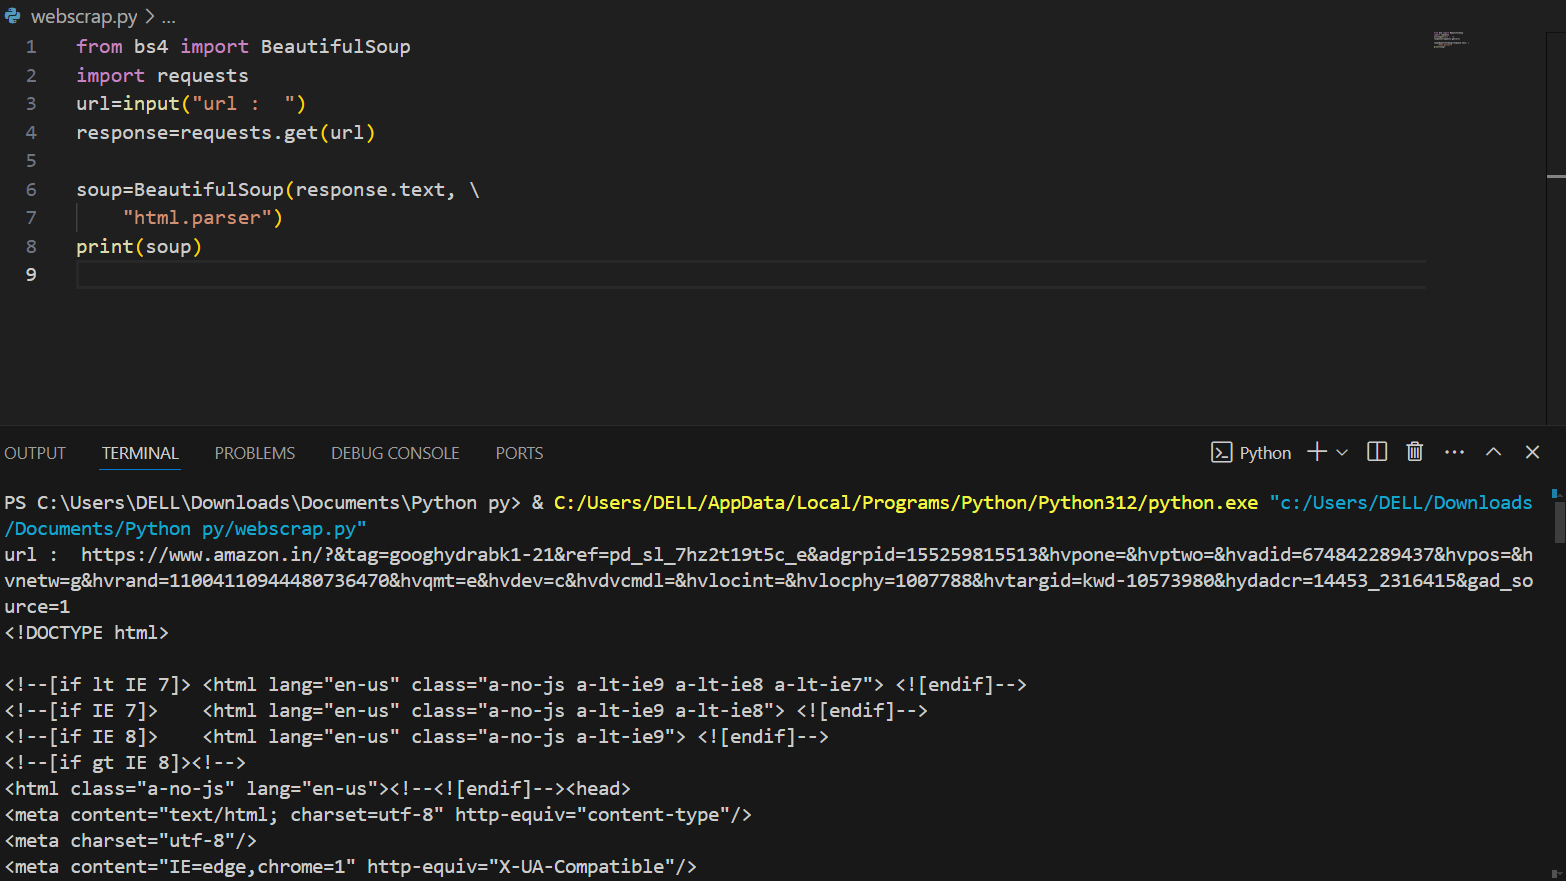 webscrap.py > ...
1 from bs4 import BeautifulSoup
2 import requests
3 url=input("url :  ")
4 response=requests.get(url)
5
6 soup=BeautifulSoup(response.text, \
7     "html.parser")
8 print(soup)
9
OUTPUT TERMINAL PROBLEMS DEBUG CONSOLE PORTS Python
PS C:\Users\DELL\Downloads\Documents\Python py> & C:/Users/DELL/AppData/Local/Programs/Python/Python312/python.exe "c:/Users/DELL/Downloads
/Documents/Python py/webscrap.py"
url :  https://www.amazon.in/?&tag=googhydrabk1-21&ref=pd_sl_7hz2t19t5c_e&adgrpid=155259815513&hvpone=&hvptwo=&hvadid=674842289437&hvpos=&h
vnetw=g&hvrand=11004110944480736470&hvqmt=e&hvdev=c&hvdvcmdl=&hvlocint=&hvlocphy=1007788&hvtargid=kwd-10573980&hydadcr=14453_2316415&gad_so
urce=1
<!DOCTYPE html>
<!--[if lt IE 7]> <html lang="en-us" class="a-no-js a-lt-ie9 a-lt-ie8 a-lt-ie7"> <![endif]-->
<!--[if IE 7]>    <html lang="en-us" class="a-no-js a-lt-ie9 a-lt-ie8"> <![endif]-->
<!--[if IE 8]>    <html lang="en-us" class="a-no-js a-lt-ie9"> <![endif]-->
<!--[if gt IE 8]><!-->
<html class="a-no-js" lang="en-us"><!--<![endif]--><head>
<meta content="text/html; charset=utf-8" http-equiv="content-type"/>
<meta charset="utf-8"/>
<meta content="IE=edge,chrome=1" http-equiv="X-UA-Compatible"/>